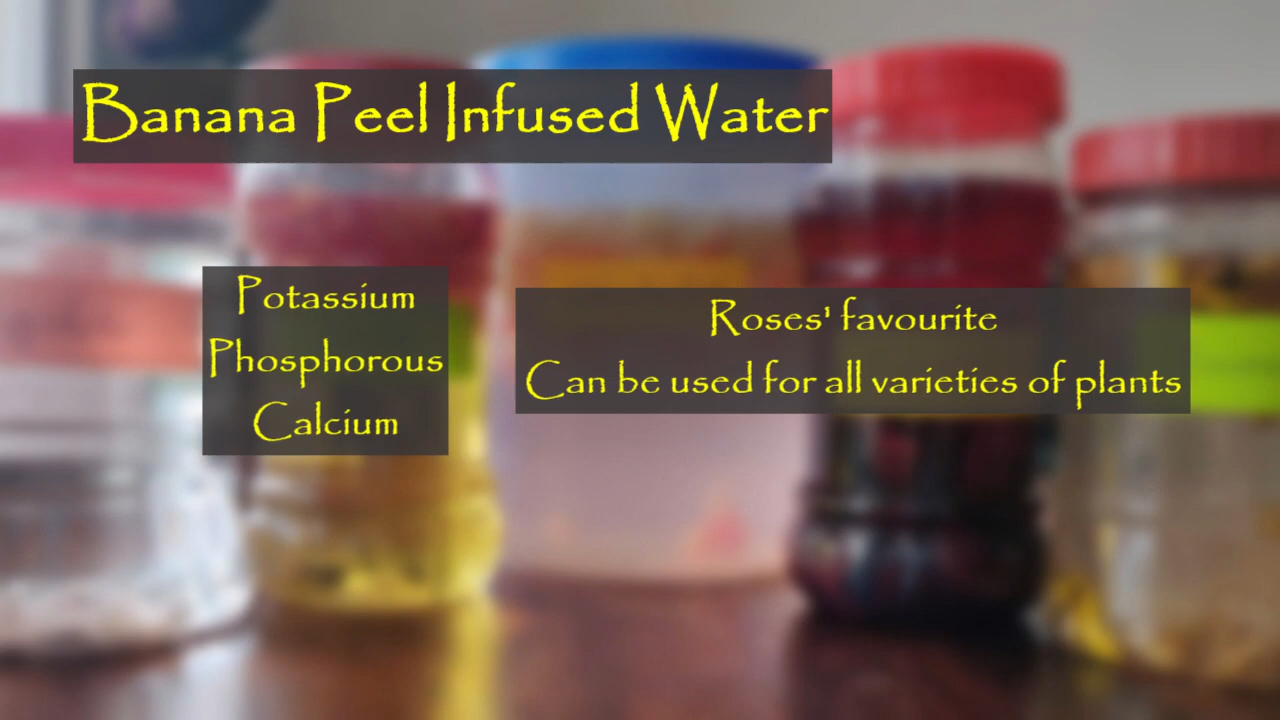 Banana Peel Infused Water
Potassium
Phosphorous
Calcium
Roses' favourite
Can be used for all varieties of plants